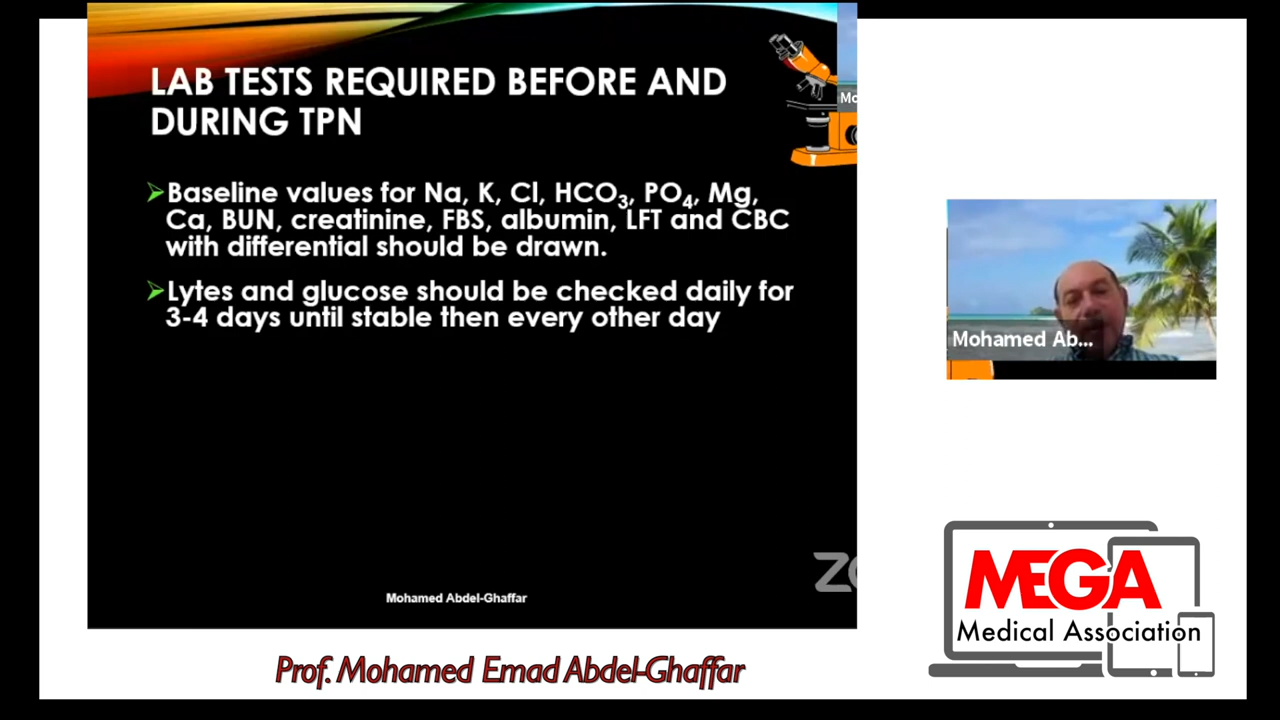 LAB TESTS REQUIRED BEFORE AND
DURING TPN
Baseline values for Na, K, Cl, HCO3, PO4, Mg,
Ca, BUN, creatinine, FBS, albumin, LFT and CBC
with differential should be drawn.
Lytes and glucose should be checked daily for
3-4 days until stable then every other day
Mohamed Abdel-Ghaffar
Mohamed Ab...
MEGA
Medical Association
Prof. Mohamed Emad Abdel-Ghaffar